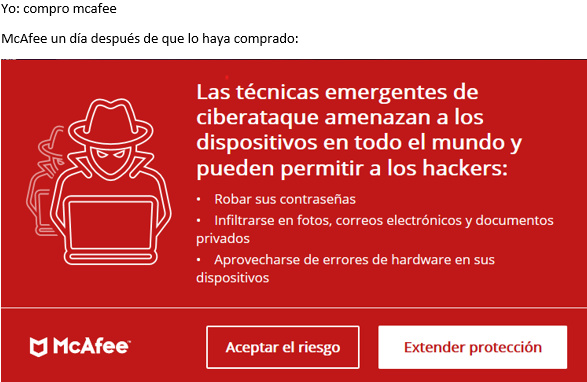 Yo: compro mcafee
McAfee un día después de que lo haya comprado:
Las técnicas emergentes de
ciberataque amenazan a los
dispositivos en todo el mundo y
pueden permitir a los hackers:
• Robar sus contraseñas
• Infiltrarse en fotos, correos electrónicos y documentos
privados
• Aprovecharse de errores de hardware en sus
dispositivos
McAfee™
Aceptar el riesgo
Extender protección